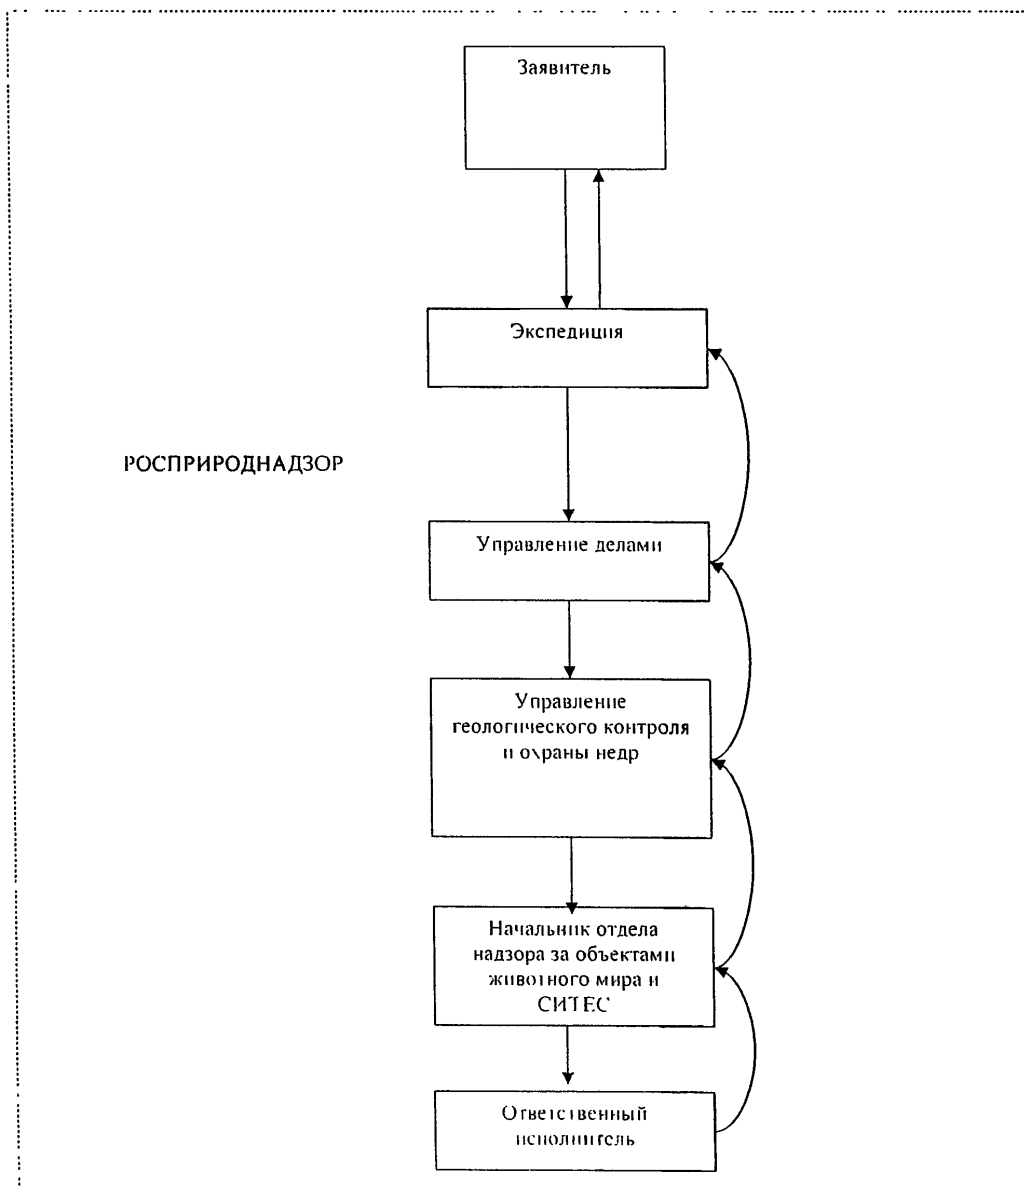 Заявитель
Экспедиция
РОСПРИРОДНАДЗОР
Управление делами
Управление
геологического контроля
и охраны недр
Начальник отдела
надзора за объектами
животного мира и
СИТЕС
Ответственный
исполнитель